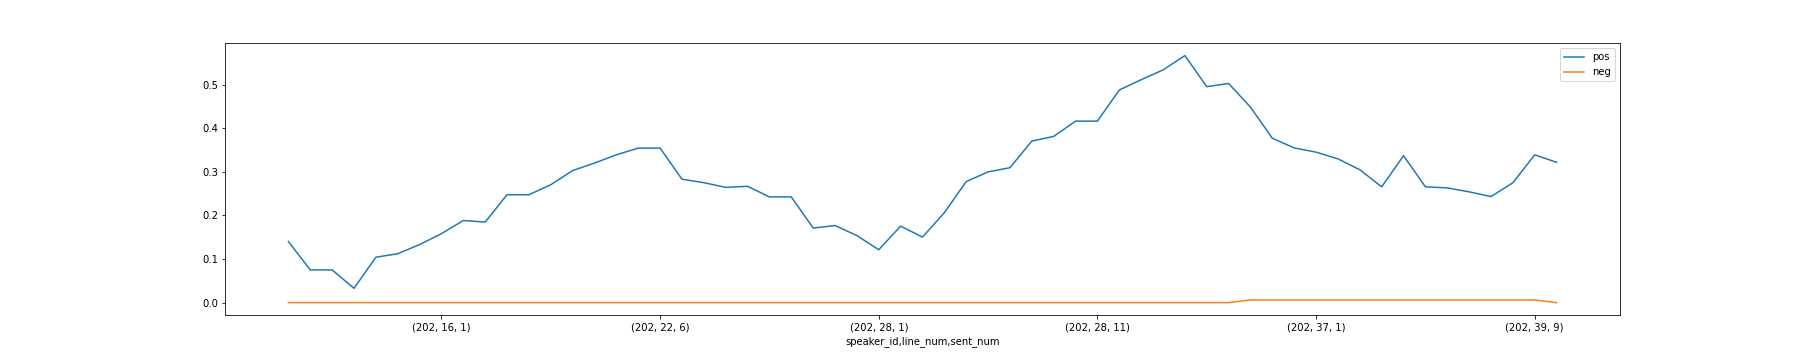 pos
neg
0.5
0.4
0.3
0.2
0.1
0.0
(202, 16, 1) (202, 22, 6) (202, 28, 1) (202, 28, 11) (202, 37, 1) (202, 39, 9)
speaker_id,line_num,sent_num